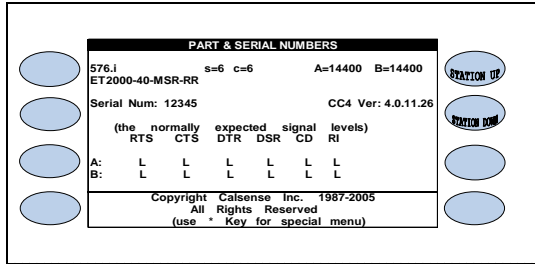 PART & SERIAL NUMBERS
576.i s=6 c=6 A=14400 B=14400
ET2000-40-MSR-RR
STATION UP
Serial Num: 12345 CC4 Ver: 4.0.11.26
STATION DOWN
(the normally expected signal levels)
RTS CTS DTR DSR CD RI
A: L L L L L L
B: L L L L L L
Copyright Calsense Inc. 1987-2005
All Rights Reserved
(use * Key for special menu)